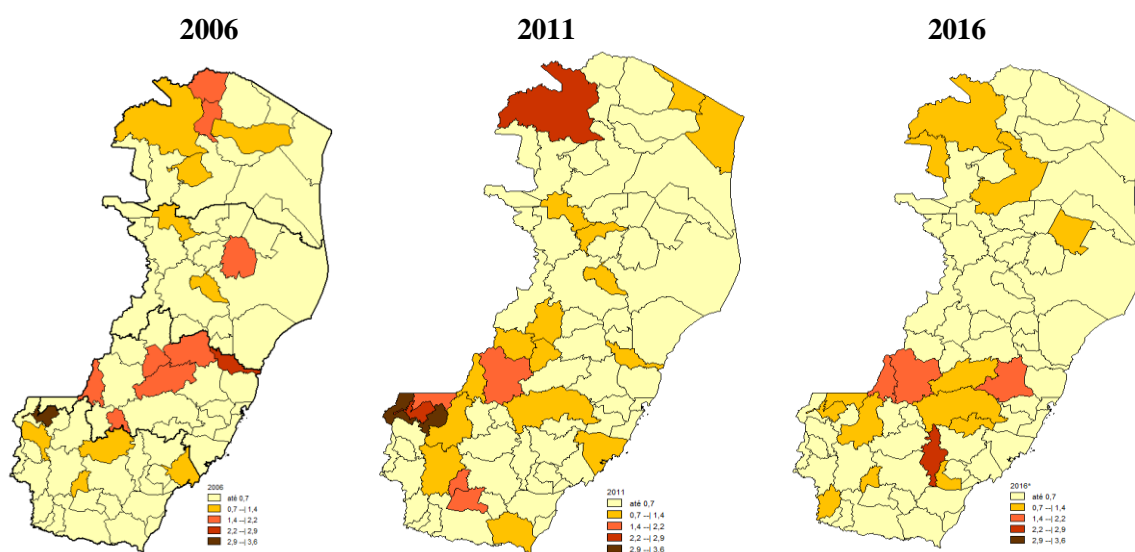 2006
2011
2016
2006
até 0,7
0,7 --| 1,4
1,4 --| 2,2
2,2 --| 2,9
2,9 --| 3,6
2011
até 0,7
0,7 --| 1,4
1,4 --| 2,2
2,2 --| 2,9
2,9 --| 3,6
2016*
até 0,7
0,7 --| 1,4
1,4 --| 2,2
2,2 --| 2,9
2,9 --| 3,6